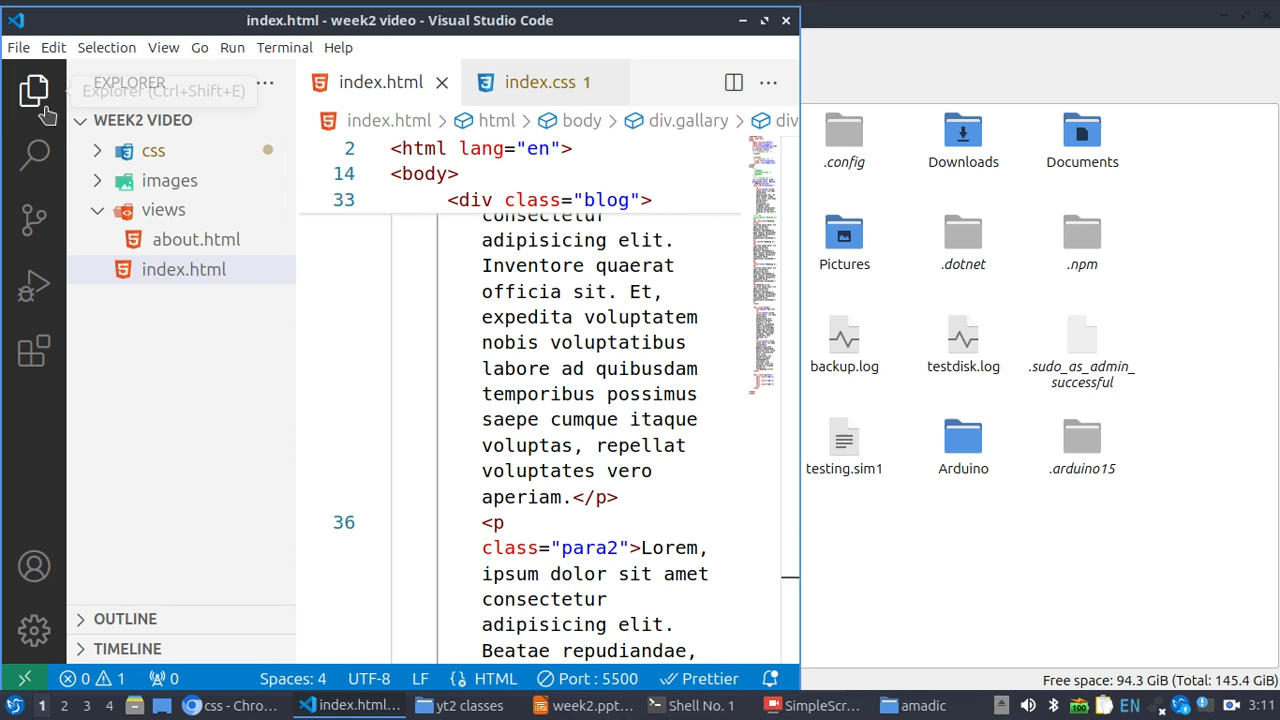 index.html - week2 video - Visual Studio Code
File Edit Selection View Go Run Terminal Help
EXPLORER
Explorer (Ctrl+Shift+E)
WEEK2 VIDEO
css
images
views
about.html
index.html
OUTLINE
TIMELINE
index.html
index.css 1
index.html > html > body > div.gallary > div
2 <html lang="en">
14 <body>
33 <div class="blog">
consectetur
adipisicing elit.
Inventore quaerat
officia sit. Et,
expedita voluptatem
nobis voluptatibus
labore ad quibusdam
temporibus possimus
saepe cumque itaque
voluptas, repellat
voluptates vero
aperiam.</p>
36 <p
class="para2">Lorem,
ipsum dolor sit amet
consectetur
adipisicing elit.
Beatae repudiandae,
0 1 0 Spaces: 4 UTF-8 LF HTML Port : 5500 Prettier
.config
Downloads
Documents
Pictures
.dotnet
.npm
backup.log
testdisk.log
.sudo_as_admin_
successful
testing.sim1
Arduino
.arduino15
Free space: 94.3 GiB (Total: 145.4 GiB)
1 2 3 4 css - Chro... index.html... yt2 classes week2.ppt... Shell No. 1 SimpleScr... amadic EN 3:11